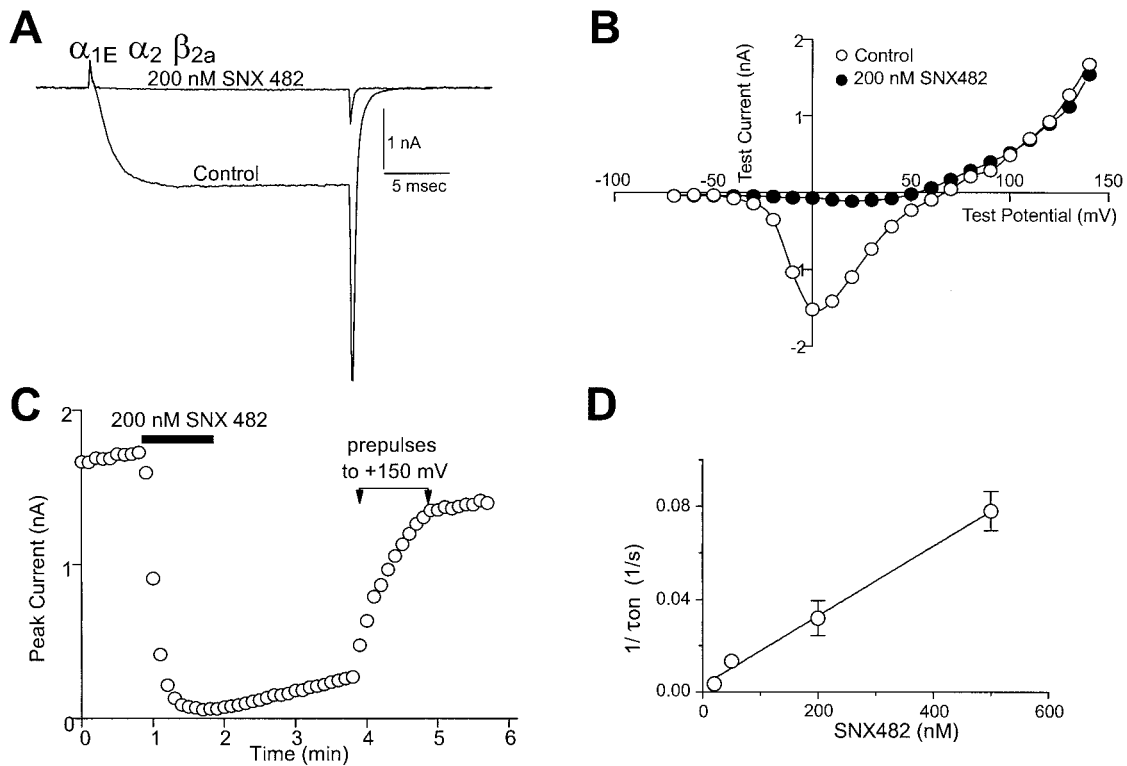 A
α1E α2 β2a
200 nM SNX 482
Control
1 nA
5 msec
B
Test Current (nA)
Control
200 nM SNX482
2
1
-1
-2
-100
-50
50
100
150
Test Potential (mV)
C
200 nM SNX 482
prepulses
to +150 mV
Peak Current (nA)
2
1
0
0
1
2
3
4
5
6
Time (min)
D
1/ τon (1/s)
0.08
0.04
0.00
0
200
400
600
SNX482 (nM)